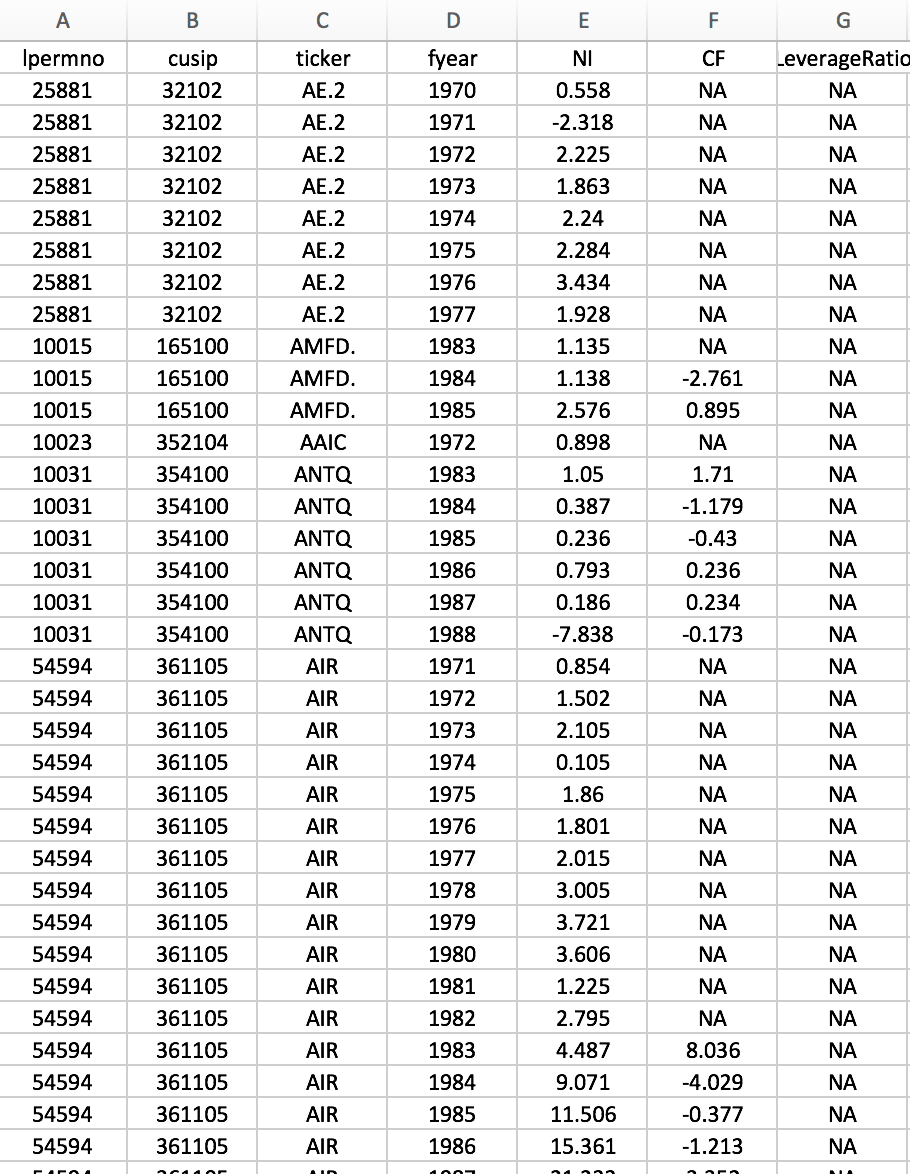 A B C D E F G
lpermno cusip ticker fyear NI CF LeverageRatio
25881 32102 AE.2 1970 0.558 NA NA
25881 32102 AE.2 1971 -2.318 NA NA
25881 32102 AE.2 1972 2.225 NA NA
25881 32102 AE.2 1973 1.863 NA NA
25881 32102 AE.2 1974 2.24 NA NA
25881 32102 AE.2 1975 2.284 NA NA
25881 32102 AE.2 1976 3.434 NA NA
25881 32102 AE.2 1977 1.928 NA NA
10015 165100 AMFD. 1983 1.135 NA NA
10015 165100 AMFD. 1984 1.138 -2.761 NA
10015 165100 AMFD. 1985 2.576 0.895 NA
10023 352104 AAIC 1972 0.898 NA NA
10031 354100 ANTQ 1983 1.05 1.71 NA
10031 354100 ANTQ 1984 0.387 -1.179 NA
10031 354100 ANTQ 1985 0.236 -0.43 NA
10031 354100 ANTQ 1986 0.793 0.236 NA
10031 354100 ANTQ 1987 0.186 0.234 NA
10031 354100 ANTQ 1988 -7.838 -0.173 NA
54594 361105 AIR 1971 0.854 NA NA
54594 361105 AIR 1972 1.502 NA NA
54594 361105 AIR 1973 2.105 NA NA
54594 361105 AIR 1974 0.105 NA NA
54594 361105 AIR 1975 1.86 NA NA
54594 361105 AIR 1976 1.801 NA NA
54594 361105 AIR 1977 2.015 NA NA
54594 361105 AIR 1978 3.005 NA NA
54594 361105 AIR 1979 3.721 NA NA
54594 361105 AIR 1980 3.606 NA NA
54594 361105 AIR 1981 1.225 NA NA
54594 361105 AIR 1982 2.795 NA NA
54594 361105 AIR 1983 4.487 8.036 NA
54594 361105 AIR 1984 9.071 -4.029 NA
54594 361105 AIR 1985 11.506 -0.377 NA
54594 361105 AIR 1986 15.361 -1.213 NA